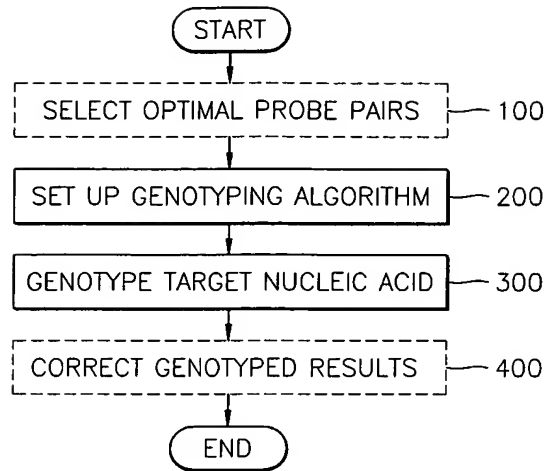 START
SELECT OPTIMAL PROBE PAIRS 100
SET UP GENOTYPING ALGORITHM 200
GENOTYPE TARGET NUCLEIC ACID 300
CORRECT GENOTYPED RESULTS 400
END